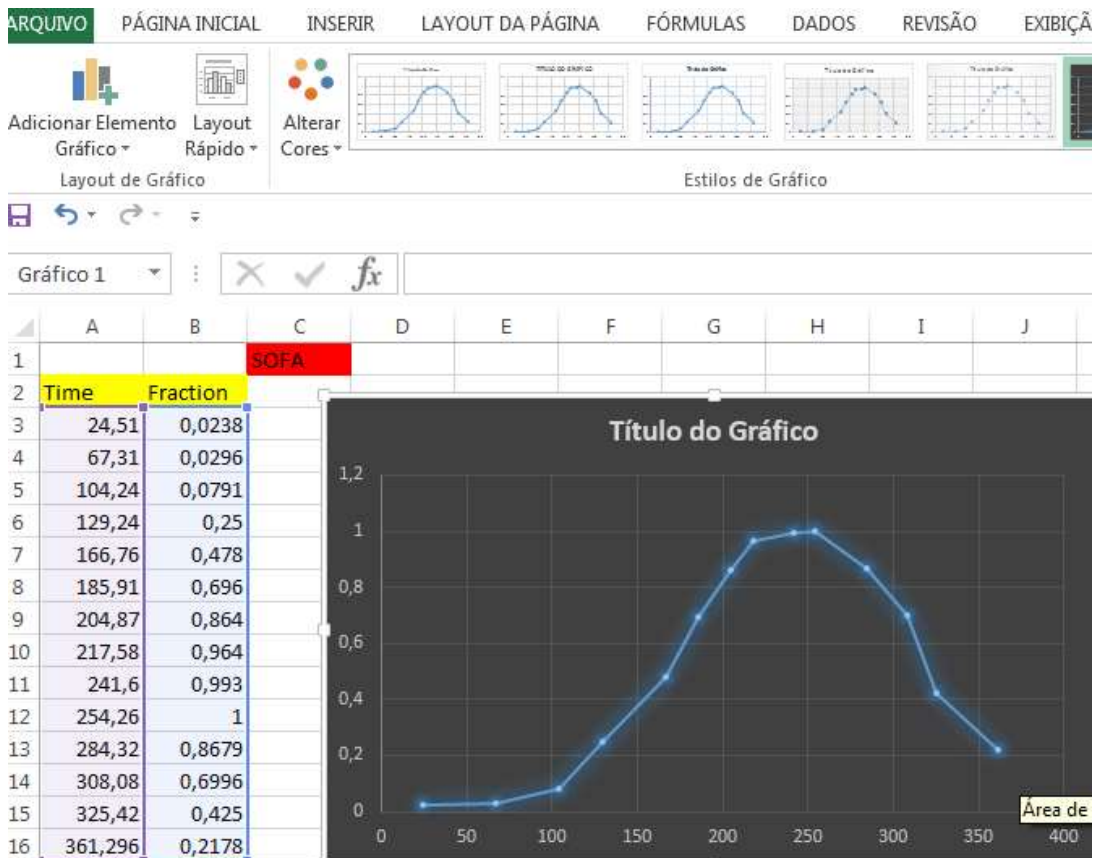 ARQUIVO PÁGINA INICIAL INSERIR LAYOUT DA PÁGINA FÓRMULAS DADOS REVISÃO EXIBIÇÃ
Adicionar Elemento Gráfico
Layout Rápido
Alterar Cores
Layout de Gráfico
Estilos de Gráfico
Gráfico 1
fx
A B C D E F G H I J
1 SOFA
2 Time Fraction
3 24,51 0,0238
4 67,31 0,0296
5 104,24 0,0791
6 129,24 0,25
7 166,76 0,478
8 185,91 0,696
9 204,87 0,864
10 217,58 0,964
11 241,6 0,993
12 254,26 1
13 284,32 0,8679
14 308,08 0,6996
15 325,42 0,425
16 361,296 0,2178
Título do Gráfico
1,2
1
0,8
0,6
0,4
0,2
0
0 50 100 150 200 250 300 350 400
Área de